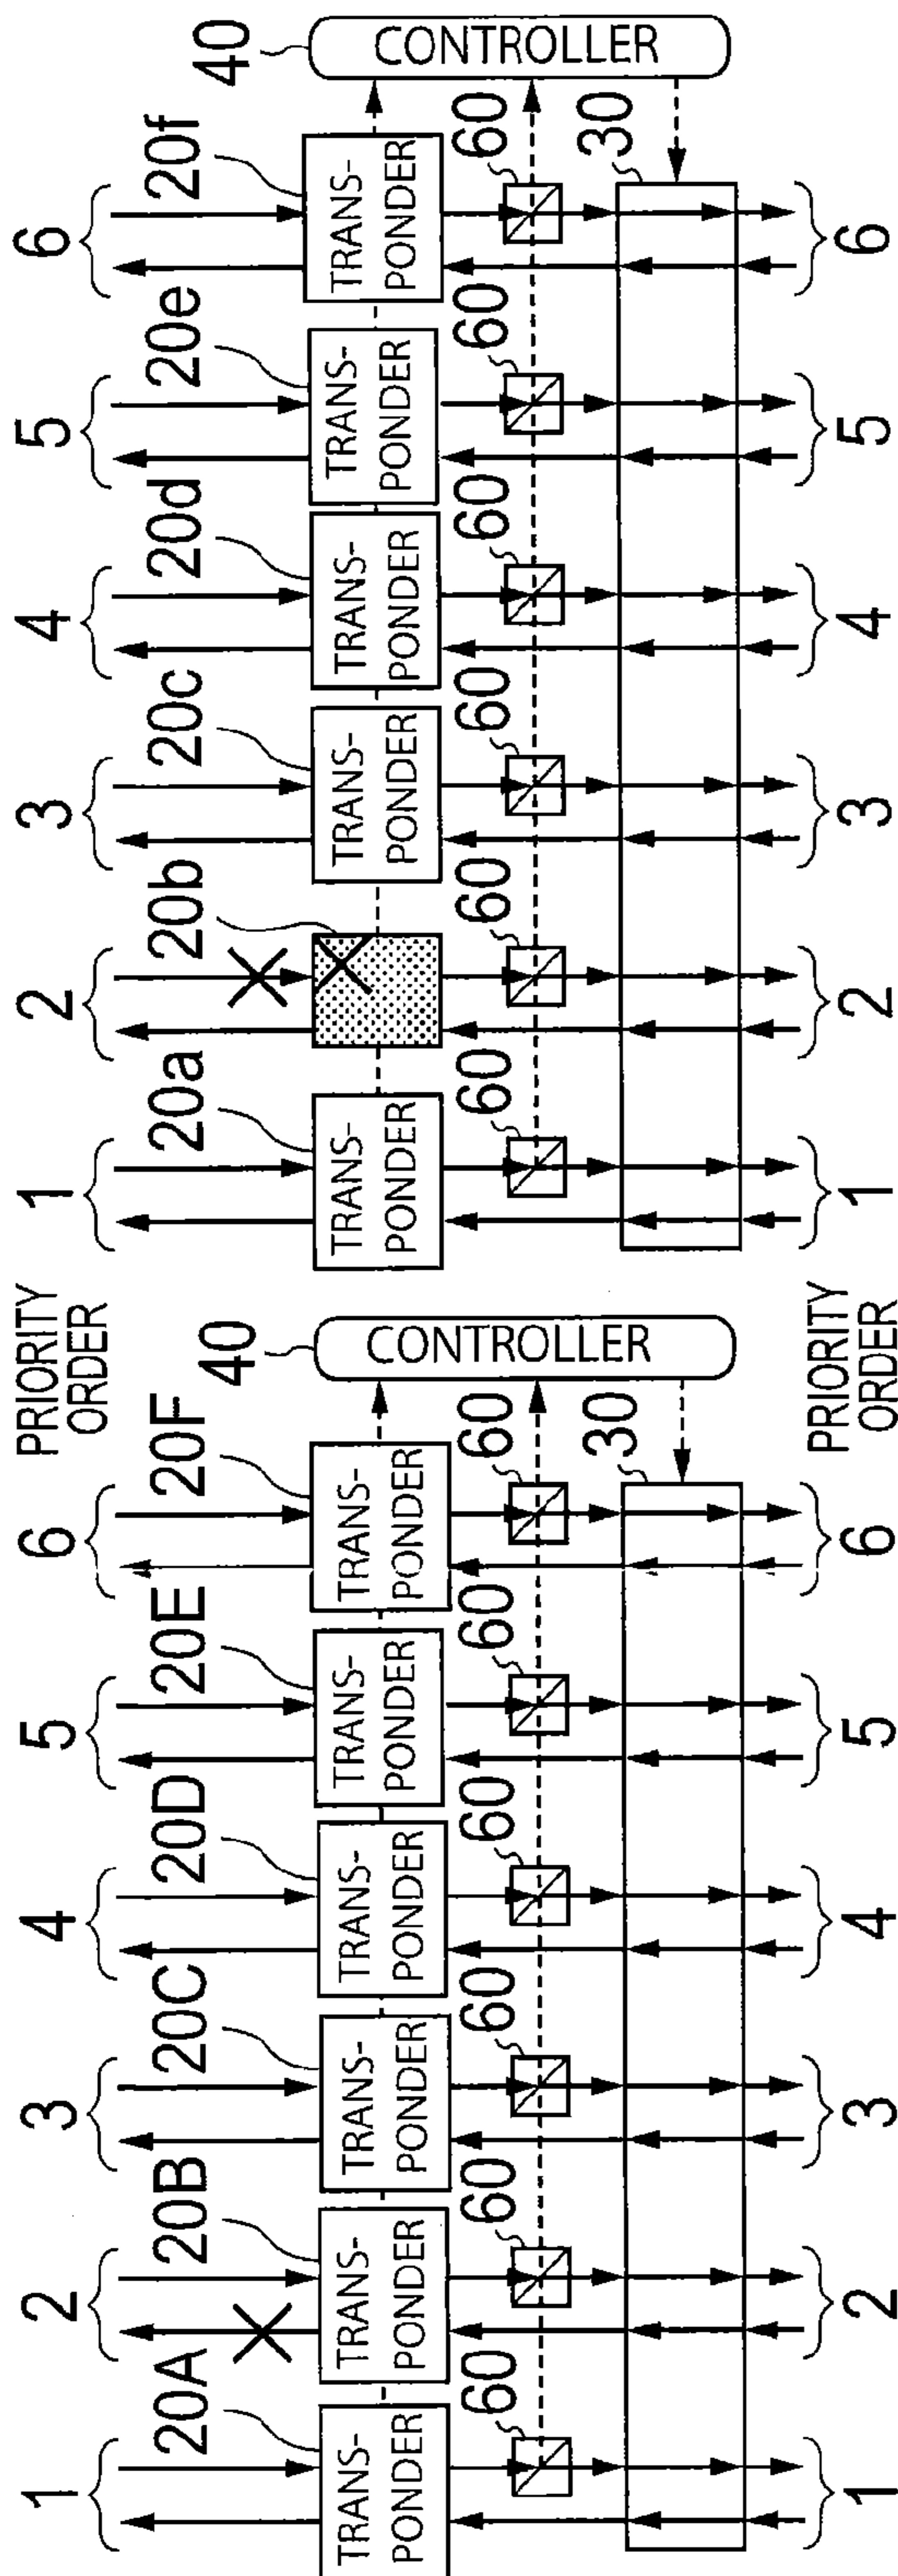 PRIORITY
ORDER
6
5
4
3
2
1
20f
20e
20d
20c
20b
20a
40
CONTROLLER
TRANS-
PONDER
TRANS-
PONDER
TRANS-
PONDER
TRANS-
PONDER
TRANS-
PONDER
60
60
60
60
60
60
30
6
5
4
3
2
1
6
5
4
3
2
1
20F
20E
20D
20C
20B
20A
40
CONTROLLER
TRANS-
PONDER
TRANS-
PONDER
TRANS-
PONDER
TRANS-
PONDER
TRANS-
PONDER
TRANS-
PONDER
60
60
60
60
60
60
30
PRIORITY
ORDER
6
5
4
3
2
1